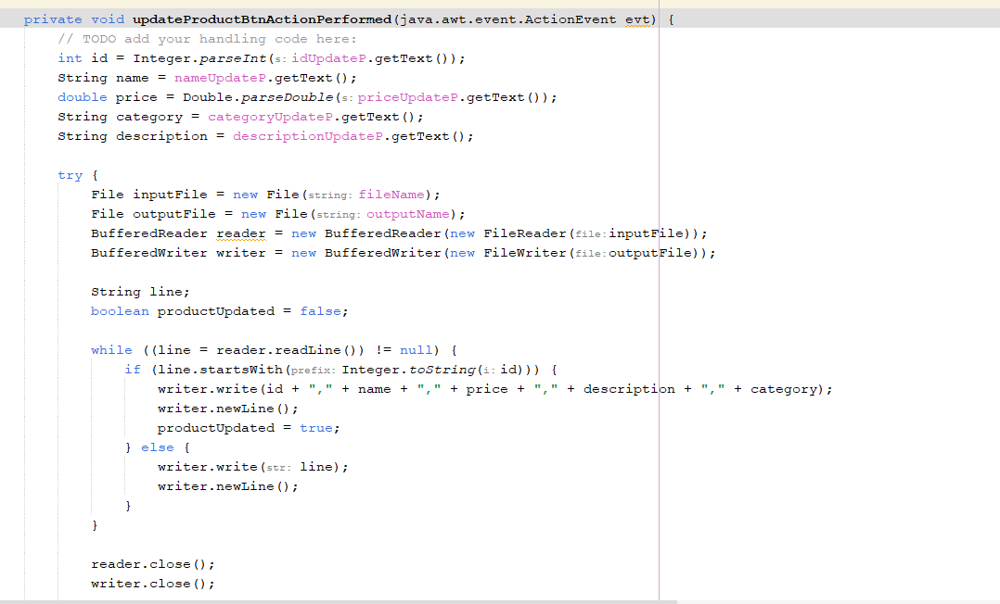 private void updateProductBtnActionPerformed(java.awt.event.ActionEvent evt) {
// TODO add your handling code here:
int id = Integer.parseInt(s: idUpdateP.getText());
String name = nameUpdateP.getText();
double price = Double.parseDouble(s: priceUpdateP.getText());
String category = categoryUpdateP.getText();
String description = descriptionUpdateP.getText();
try {
File inputFile = new File(string: fileName);
File outputFile = new File(string: outputName);
BufferedReader reader = new BufferedReader(new FileReader(file: inputFile));
BufferedWriter writer = new BufferedWriter(new FileWriter(file: outputFile));
String line;
boolean productUpdated = false;
while ((line = reader.readLine()) != null) {
if (line.startsWith(prefix: Integer.toString(i: id))) {
writer.write(id + "," + name + "," + price + "," + description + "," + category);
writer.newLine();
productUpdated = true;
} else {
writer.write(str: line);
writer.newLine();
}
}
reader.close();
writer.close();